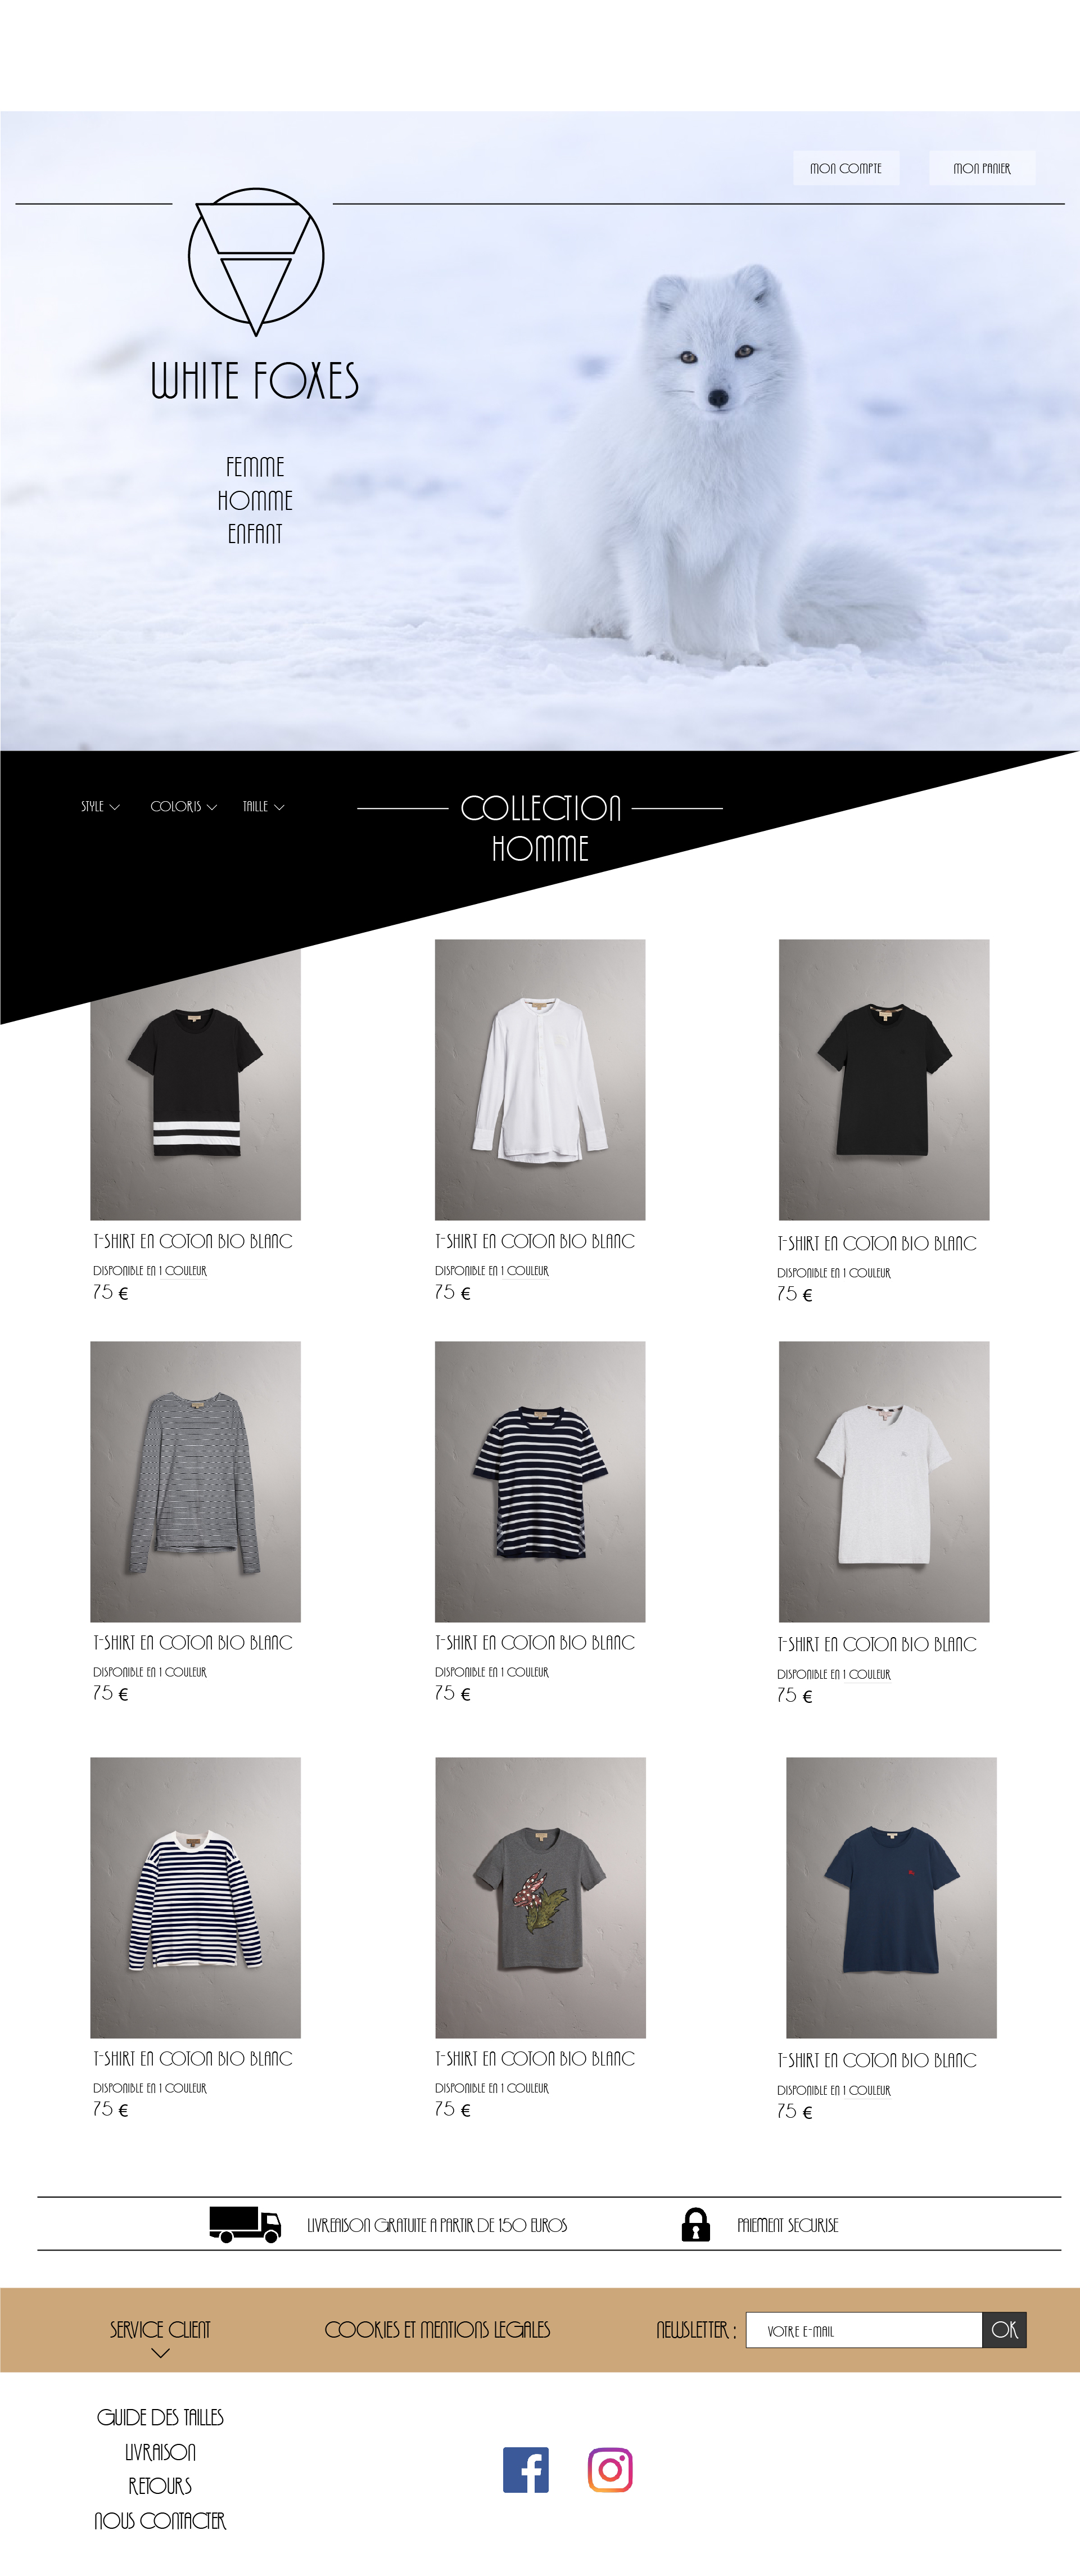 MON COMPTE
MON PANIER
WHITE FOXES
FEMME
HOMME
ENFANT
STYLE
COLORIS
TAILLE
COLLECTION
HOMME
T-SHIRT EN COTON BIO BLANC
DISPONIBLE EN 1 COULEUR
75 €
T-SHIRT EN COTON BIO BLANC
DISPONIBLE EN 1 COULEUR
75 €
T-SHIRT EN COTON BIO BLANC
DISPONIBLE EN 1 COULEUR
75 €
T-SHIRT EN COTON BIO BLANC
DISPONIBLE EN 1 COULEUR
75 €
T-SHIRT EN COTON BIO BLANC
DISPONIBLE EN 1 COULEUR
75 €
T-SHIRT EN COTON BIO BLANC
DISPONIBLE EN 1 COULEUR
75 €
T-SHIRT EN COTON BIO BLANC
DISPONIBLE EN 1 COULEUR
75 €
T-SHIRT EN COTON BIO BLANC
DISPONIBLE EN 1 COULEUR
75 €
T-SHIRT EN COTON BIO BLANC
DISPONIBLE EN 1 COULEUR
75 €
LIVREAISON GRATUITE A PARTIR DE 150 EUROS
PAIEMENT SECURISE
SERVICE CLIENT
COOKIES ET MENTIONS LEGALES
NEWSLETTER :
VOTRE E-MAIL
OK
GUIDE DES TAILLES
LIVRAISON
RETOURS
NOUS CONTACTER